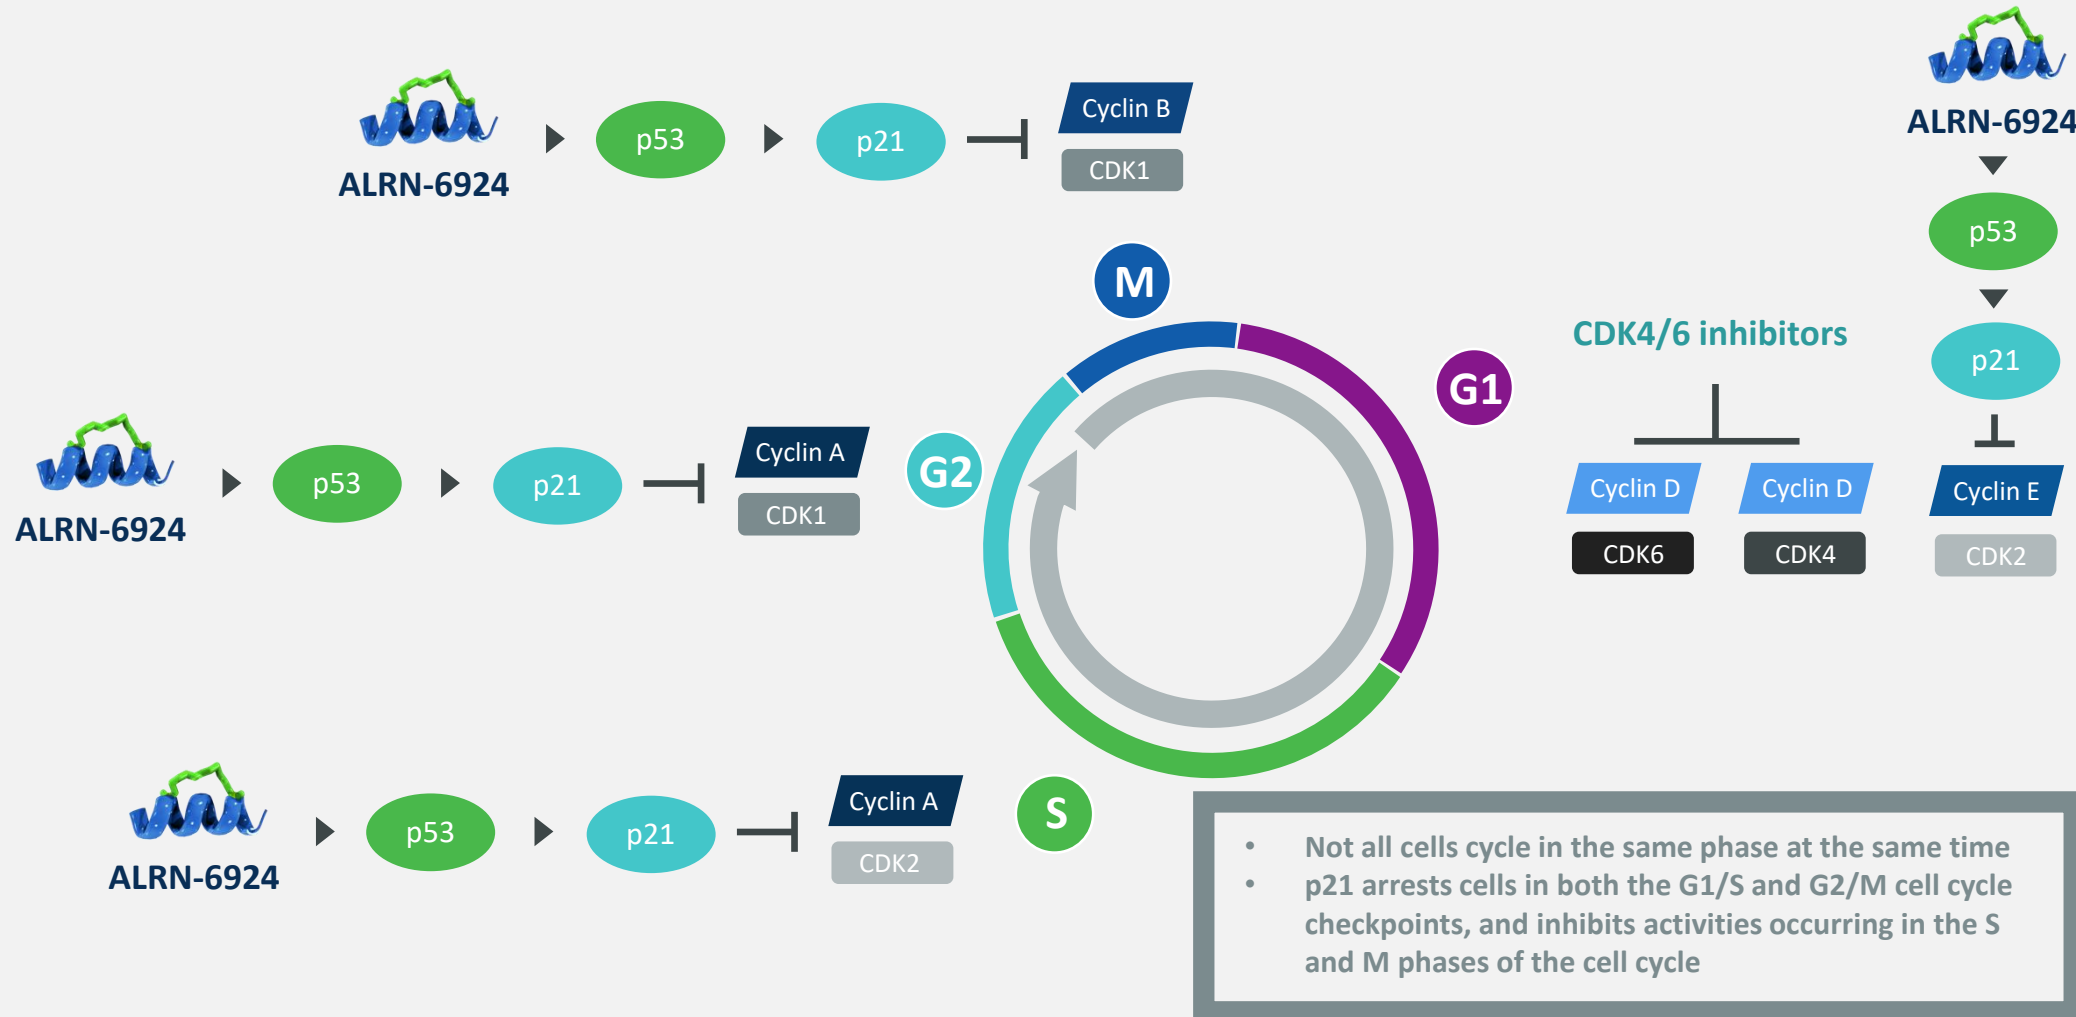 ALRN-6924
p53
p21
Cyclin B
CDK1
ALRN-6924
p53
p21
Cyclin A
CDK1
ALRN-6924
p53
p21
Cyclin A
CDK2
M
G1
G2
S
CDK4/6 inhibitors
Cyclin D
CDK6
Cyclin D
CDK4
ALRN-6924
p53
p21
Cyclin E
CDK2
• Not all cells cycle in the same phase at the same time
• p21 arrests cells in both the G1/S and G2/M cell cycle
checkpoints, and inhibits activities occurring in the S
and M phases of the cell cycle